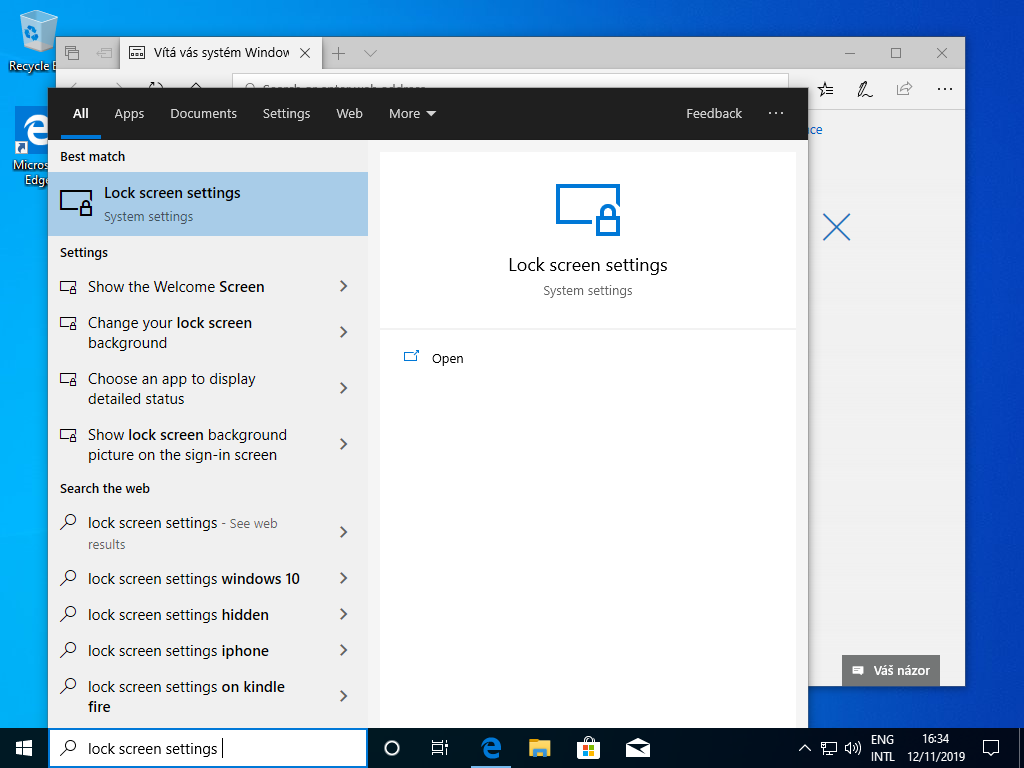 Recycle
Vítá vás systém Window
Micros
Edge
All
Apps
Documents
Settings
Web
More
Feedback
Best match
Lock screen settings
System settings
Settings
Show the Welcome Screen
Change your lock screen
background
Choose an app to display
detailed status
Show lock screen background
picture on the sign-in screen
Search the web
lock screen settings - See web
results
lock screen settings windows 10
lock screen settings hidden
lock screen settings iphone
lock screen settings on kindle
fire
Lock screen settings
System settings
Open
Váš názor
lock screen settings
ENG
INTL
16:34
12/11/2019